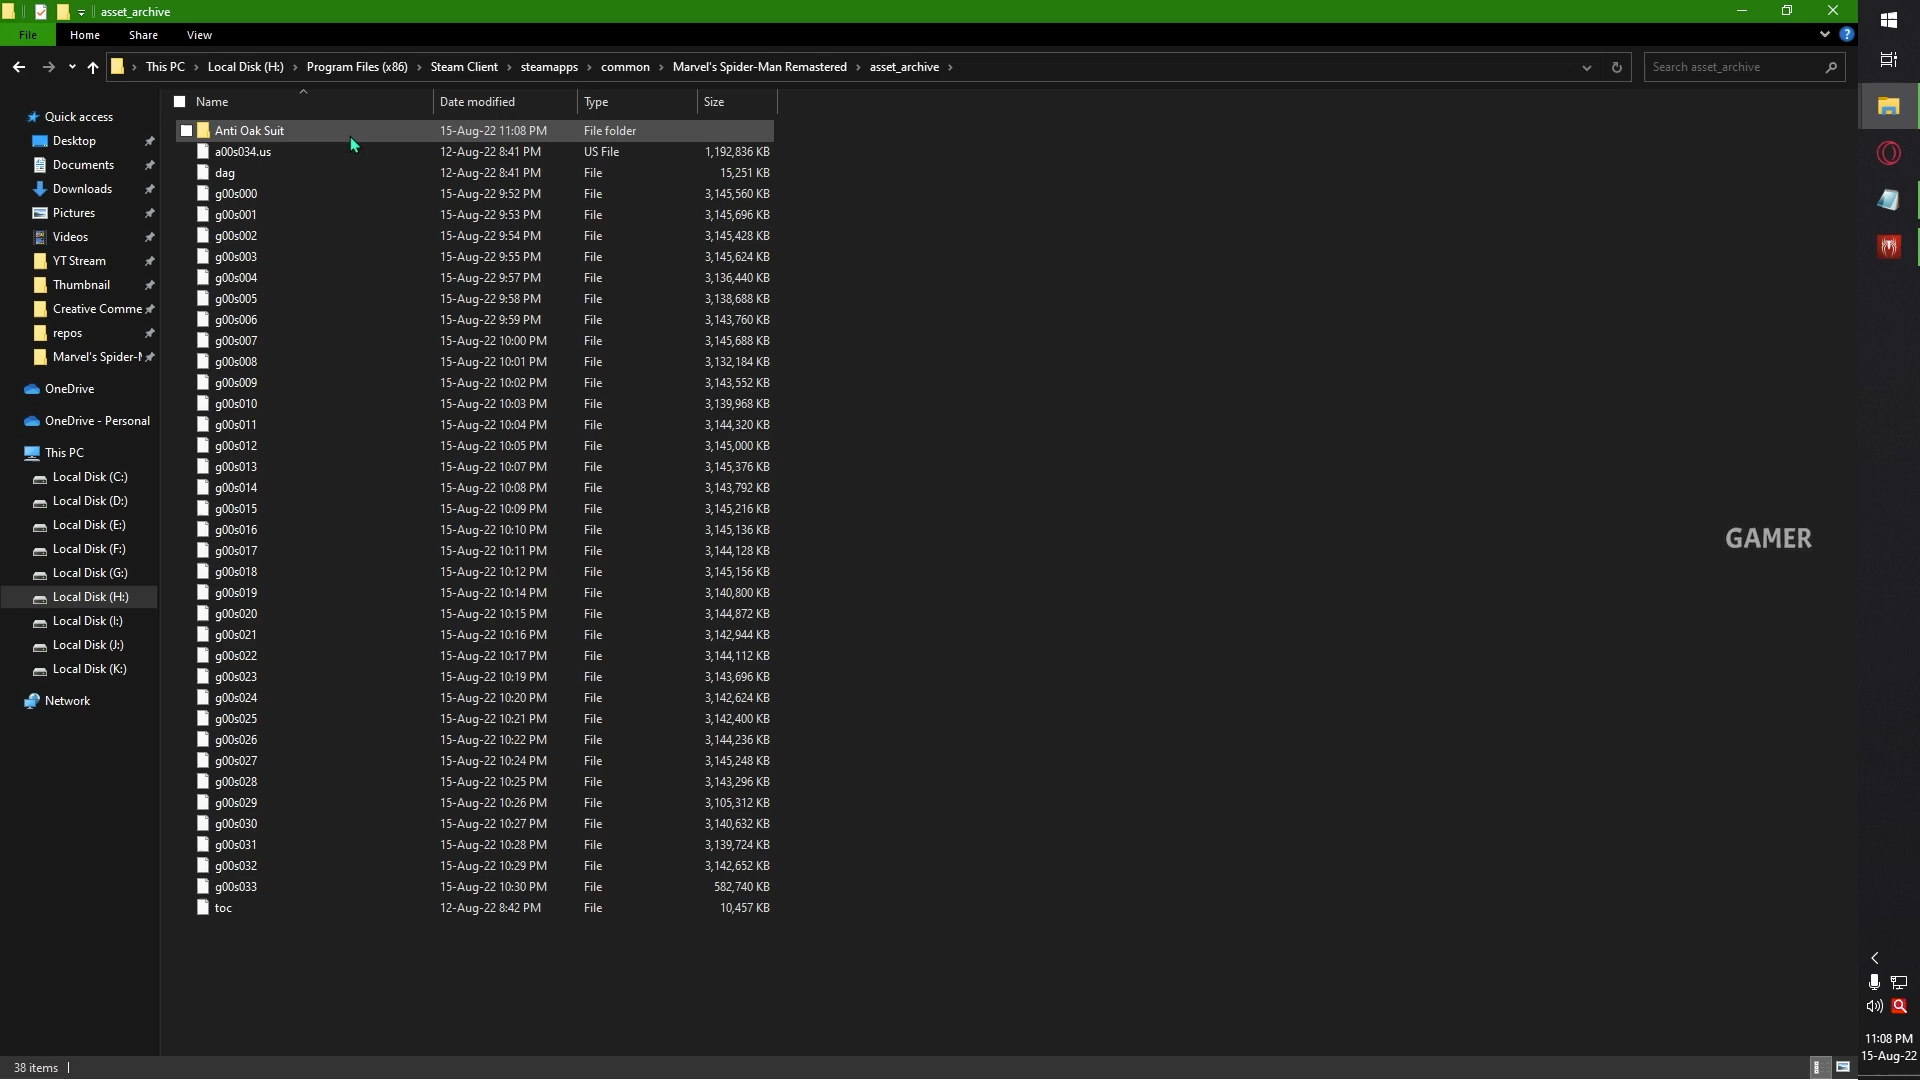 asset_archive
File Home Share View
This PC Local Disk (H:) Program Files (x86) Steam Client steamapps common Marvel's Spider-Man Remastered asset_archive Search asset_archive
Name Date modified Type Size
Quick access
Desktop
Documents
Downloads
Pictures
Videos
YT Stream
Thumbnail
Creative Comme
repos
Marvel's Spider-M
OneDrive
OneDrive - Personal
This PC
Local Disk (C:)
Local Disk (D:)
Local Disk (E:)
Local Disk (F:)
Local Disk (G:)
Local Disk (H:)
Local Disk (I:)
Local Disk (J:)
Local Disk (K:)
Network
Anti Oak Suit 15-Aug-22 11:08 PM File folder
a00s034.us 12-Aug-22 8:41 PM US File 1,192,836 KB
dag 12-Aug-22 8:41 PM File 15,251 KB
g00s000 15-Aug-22 9:52 PM File 3,145,560 KB
g00s001 15-Aug-22 9:53 PM File 3,145,696 KB
g00s002 15-Aug-22 9:54 PM File 3,145,428 KB
g00s003 15-Aug-22 9:55 PM File 3,145,624 KB
g00s004 15-Aug-22 9:57 PM File 3,136,440 KB
g00s005 15-Aug-22 9:58 PM File 3,138,688 KB
g00s006 15-Aug-22 9:59 PM File 3,143,760 KB
g00s007 15-Aug-22 10:00 PM File 3,145,688 KB
g00s008 15-Aug-22 10:01 PM File 3,132,184 KB
g00s009 15-Aug-22 10:02 PM File 3,143,552 KB
g00s010 15-Aug-22 10:03 PM File 3,139,968 KB
g00s011 15-Aug-22 10:04 PM File 3,144,320 KB
g00s012 15-Aug-22 10:05 PM File 3,145,000 KB
g00s013 15-Aug-22 10:07 PM File 3,145,376 KB
g00s014 15-Aug-22 10:08 PM File 3,143,792 KB
g00s015 15-Aug-22 10:09 PM File 3,145,216 KB
g00s016 15-Aug-22 10:10 PM File 3,145,136 KB
g00s017 15-Aug-22 10:11 PM File 3,144,128 KB
g00s018 15-Aug-22 10:12 PM File 3,145,156 KB
g00s019 15-Aug-22 10:14 PM File 3,140,800 KB
g00s020 15-Aug-22 10:15 PM File 3,144,872 KB
g00s021 15-Aug-22 10:16 PM File 3,142,944 KB
g00s022 15-Aug-22 10:17 PM File 3,144,112 KB
g00s023 15-Aug-22 10:19 PM File 3,143,696 KB
g00s024 15-Aug-22 10:20 PM File 3,142,624 KB
g00s025 15-Aug-22 10:21 PM File 3,142,400 KB
g00s026 15-Aug-22 10:22 PM File 3,144,236 KB
g00s027 15-Aug-22 10:24 PM File 3,145,248 KB
g00s028 15-Aug-22 10:25 PM File 3,143,296 KB
g00s029 15-Aug-22 10:26 PM File 3,105,312 KB
g00s030 15-Aug-22 10:27 PM File 3,140,632 KB
g00s031 15-Aug-22 10:28 PM File 3,139,724 KB
g00s032 15-Aug-22 10:29 PM File 3,142,652 KB
g00s033 15-Aug-22 10:30 PM File 582,740 KB
toc 12-Aug-22 8:42 PM File 10,457 KB
GAMER
38 items
11:08 PM
15-Aug-22